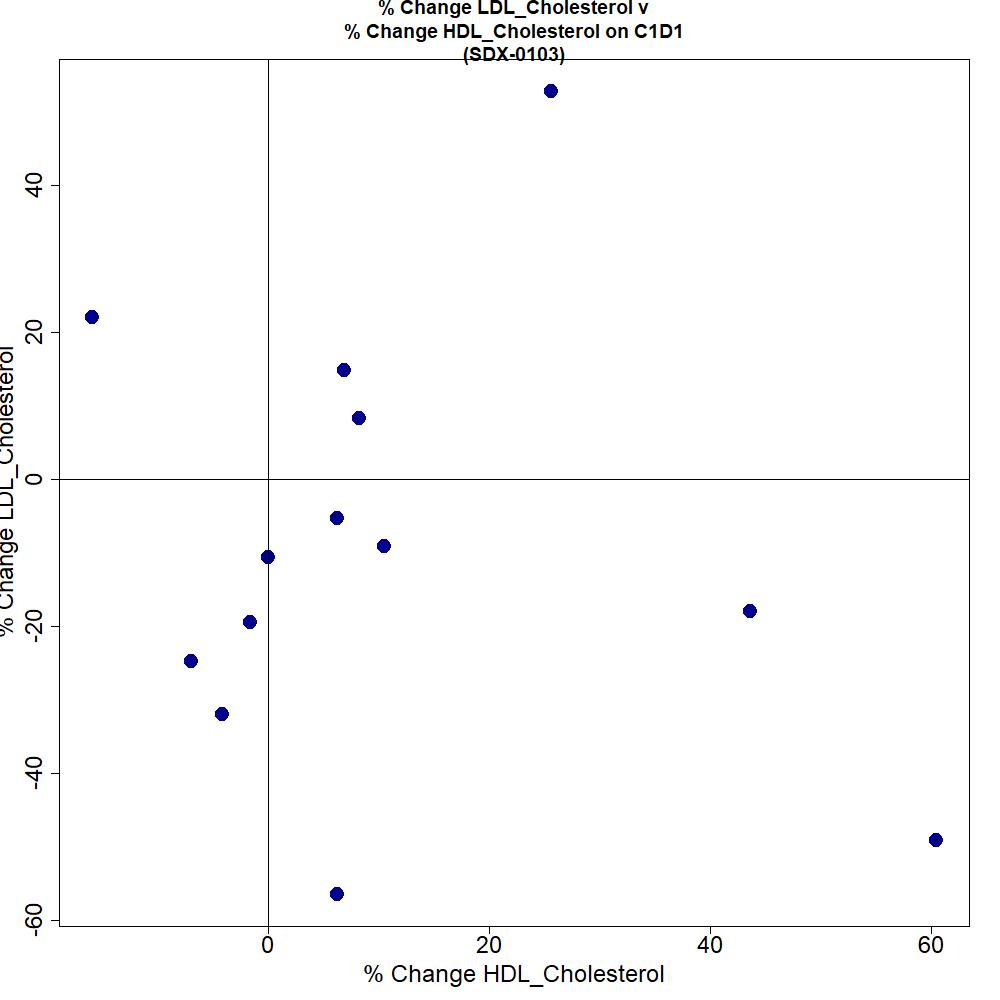 % Change LDL_Cholesterol v
% Change HDL_Cholesterol on C1D1
(SDX-0103)
% Change LDL_Cholesterol
40
20
0
-20
-40
-60
0
20
40
60
% Change HDL_Cholesterol